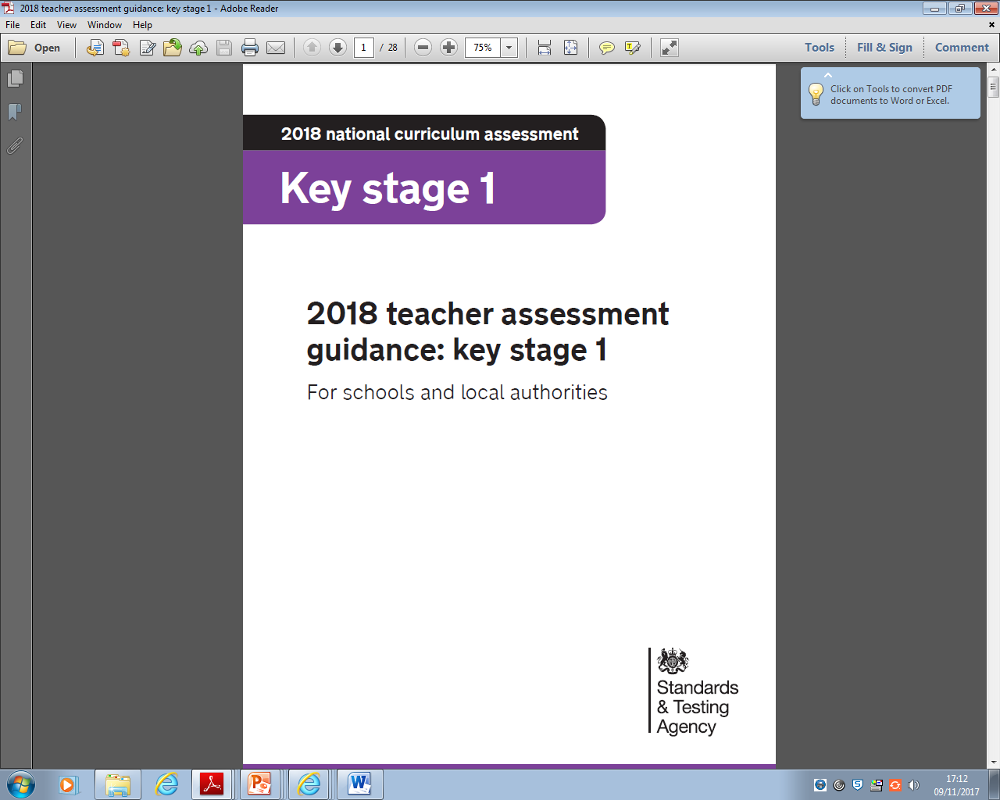 2018 teacher assessment guidance: key stage 1 - Adobe Reader
File Edit View Window Help
Open 1 / 28 75% Tools Fill & Sign Comment
Click on Tools to convert PDF
documents to Word or Excel.
2018 national curriculum assessment
Key stage 1
2018 teacher assessment
guidance: key stage 1
For schools and local authorities
Standards
& Testing
Agency
17:12
09/11/2017